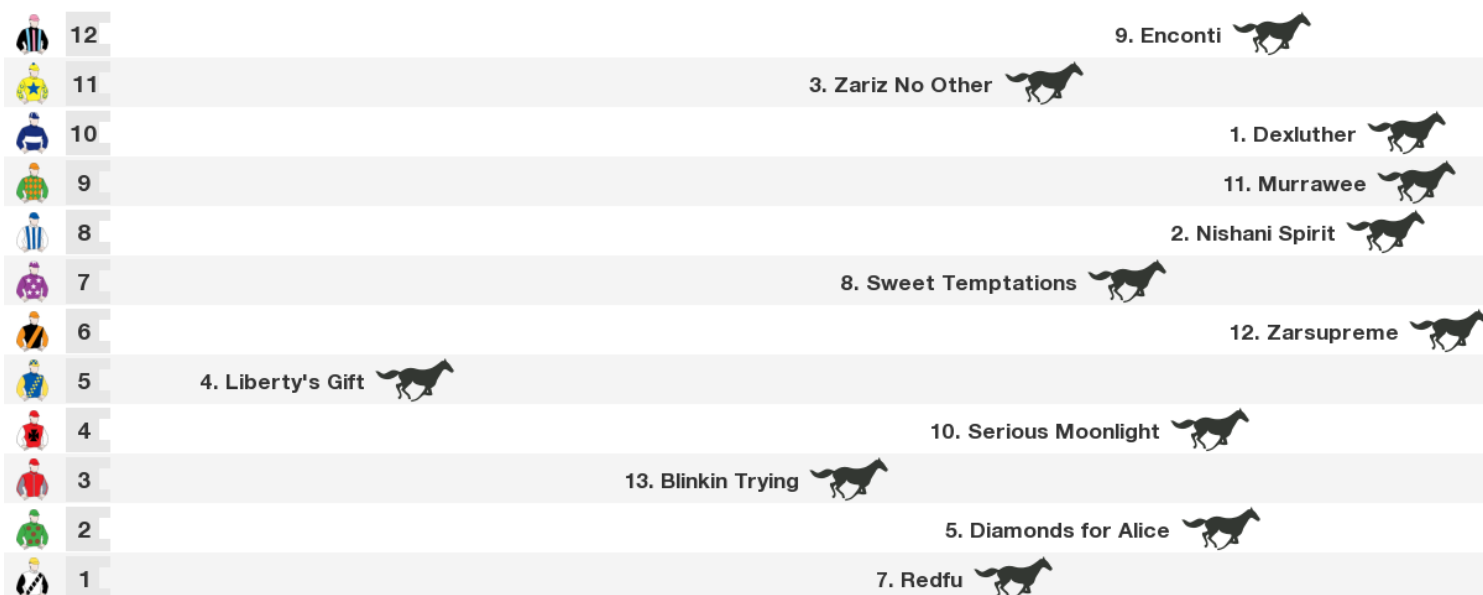 12 9. Enconti
11 3. Zariz No Other
10 1. Dexluther
9 11. Murrawee
8 2. Nishani Spirit
7 8. Sweet Temptations
6 12. Zarsupreme
5 4. Liberty's Gift
4 10. Serious Moonlight
3 13. Blinkin Trying
2 5. Diamonds for Alice
1 7. Redfu